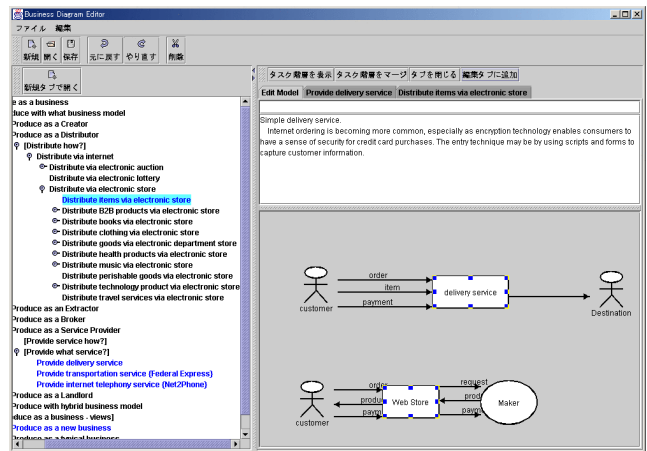 Business Diagram Editor
ファイル 編集
新規 開く 保存 元に戻す やり直す 削除
新規タブで開く
タスク階層を表示 タスク階層をマージ タブを閉じる 編集タブに追加
Edit Model Provide delivery service Distribute items via electronic store
e as a business
duce with what business model
Produce as a Creator
Produce as a Distributor
[Distribute how?]
Distribute via internet
Distribute via electronic auction
Distribute via electronic lottery
Distribute via electronic store
Distribute items via electronic store
Distribute B2B products via electronic store
Distribute books via electronic store
Distribute clothing via electronic store
Distribute goods via electronic department store
Distribute health products via electronic store
Distribute music via electronic store
Distribute perishable goods via electronic store
Distribute technology product via electronic store
Distribute travel services via electronic store
Produce as an Extractor
Produce as a Broker
Produce as a Service Provider
[Provide service how?]
[Provide what service?]
Provide delivery service
Provide transportation service (Federal Express)
Provide internet telephony service (Net2Phone)
Produce as a Landlord
Produce with hybrid business model
duce as a business - views]
Produce as a new business
Produce as a typical business
Simple delivery service.
Internet ordering is becoming more common, especially as encryption technology enables consumers to
have a sense of security for credit card purchases. The entry technique may be by using scripts and forms to
capture customer information.
order
item
payment
delivery service
customer
Destination
order
produ
paym
Web Store
request
prod
paym
Maker
customer